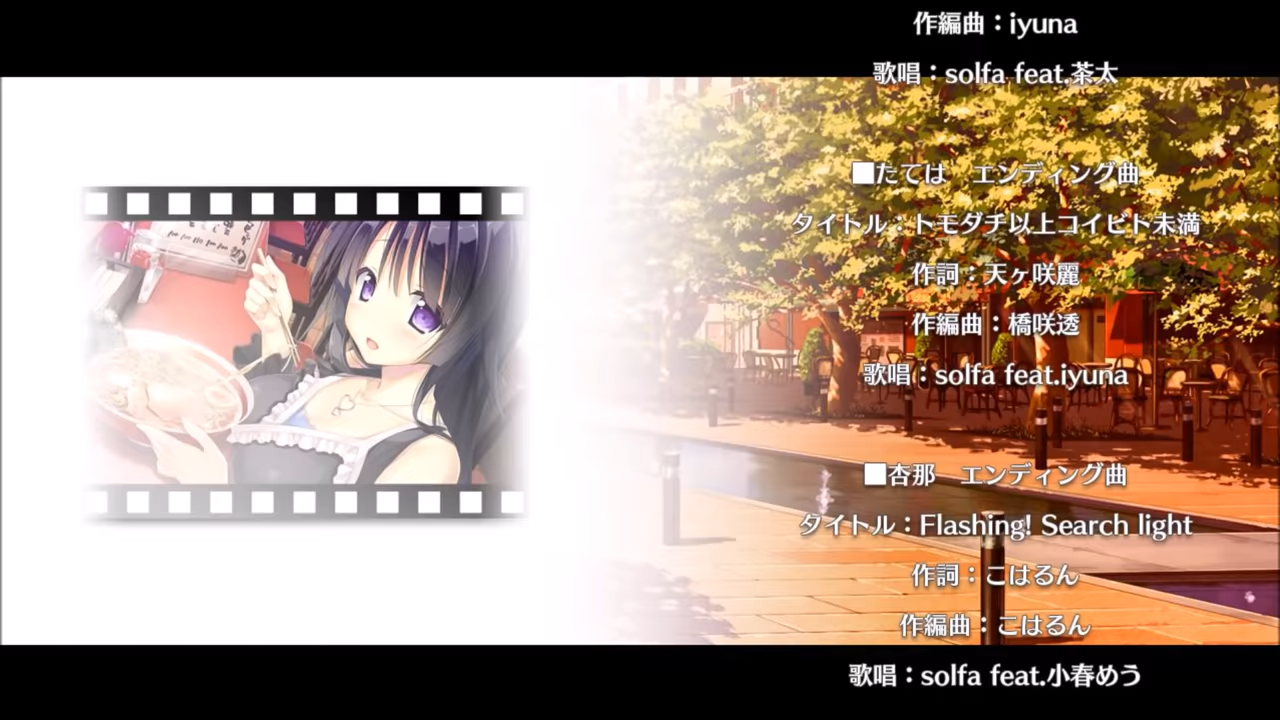 作編曲：iyuna
歌唱：solfa feat.茶太
■たては　エンディング曲
タイトル：トモダチ以上コイビト未満
作詞：天ヶ咲麗
作編曲：橋咲透
歌唱：solfa feat.iyuna
■杏那　エンディング曲
タイトル：Flashing! Search light
作詞：こはるん
作編曲：こはるん
歌唱：solfa feat.小春めう